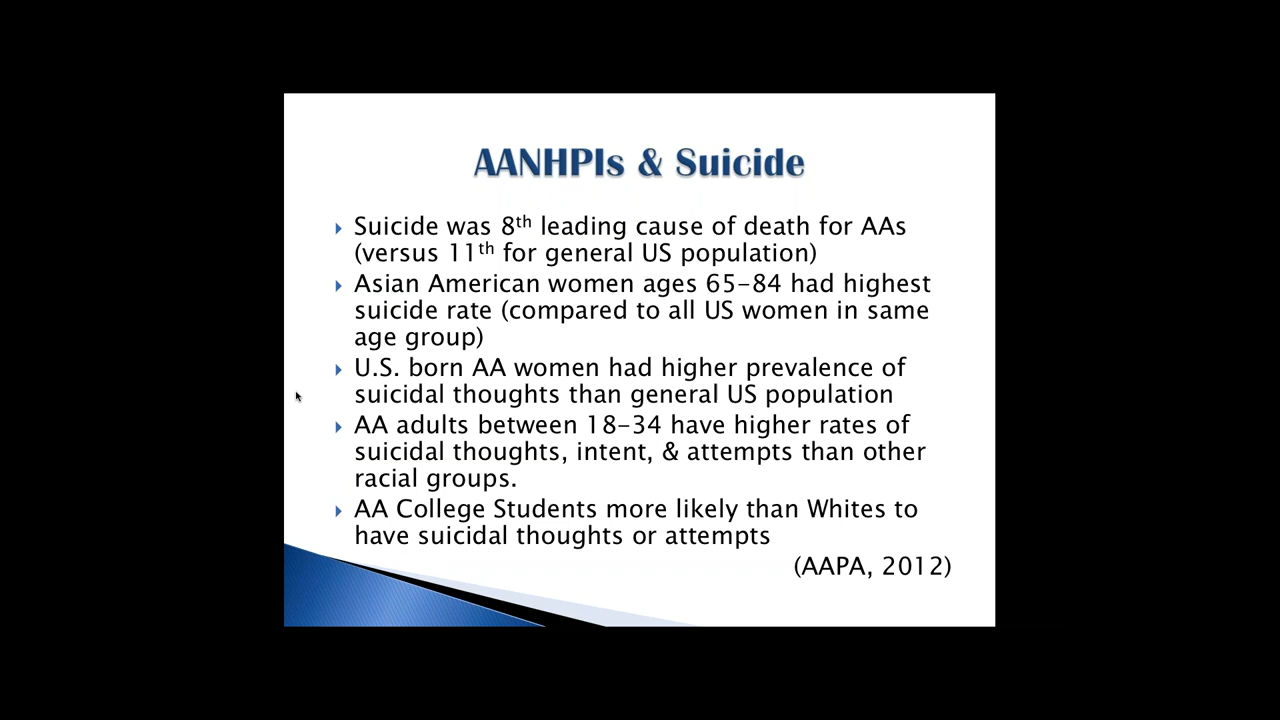 AANHPIs & Suicide
Suicide was 8th leading cause of death for AAs
(versus 11th for general US population)
Asian American women ages 65-84 had highest
suicide rate (compared to all US women in same
age group)
U.S. born AA women had higher prevalence of
suicidal thoughts than general US population
AA adults between 18-34 have higher rates of
suicidal thoughts, intent, & attempts than other
racial groups.
AA College Students more likely than Whites to
have suicidal thoughts or attempts
(AAPA, 2012)